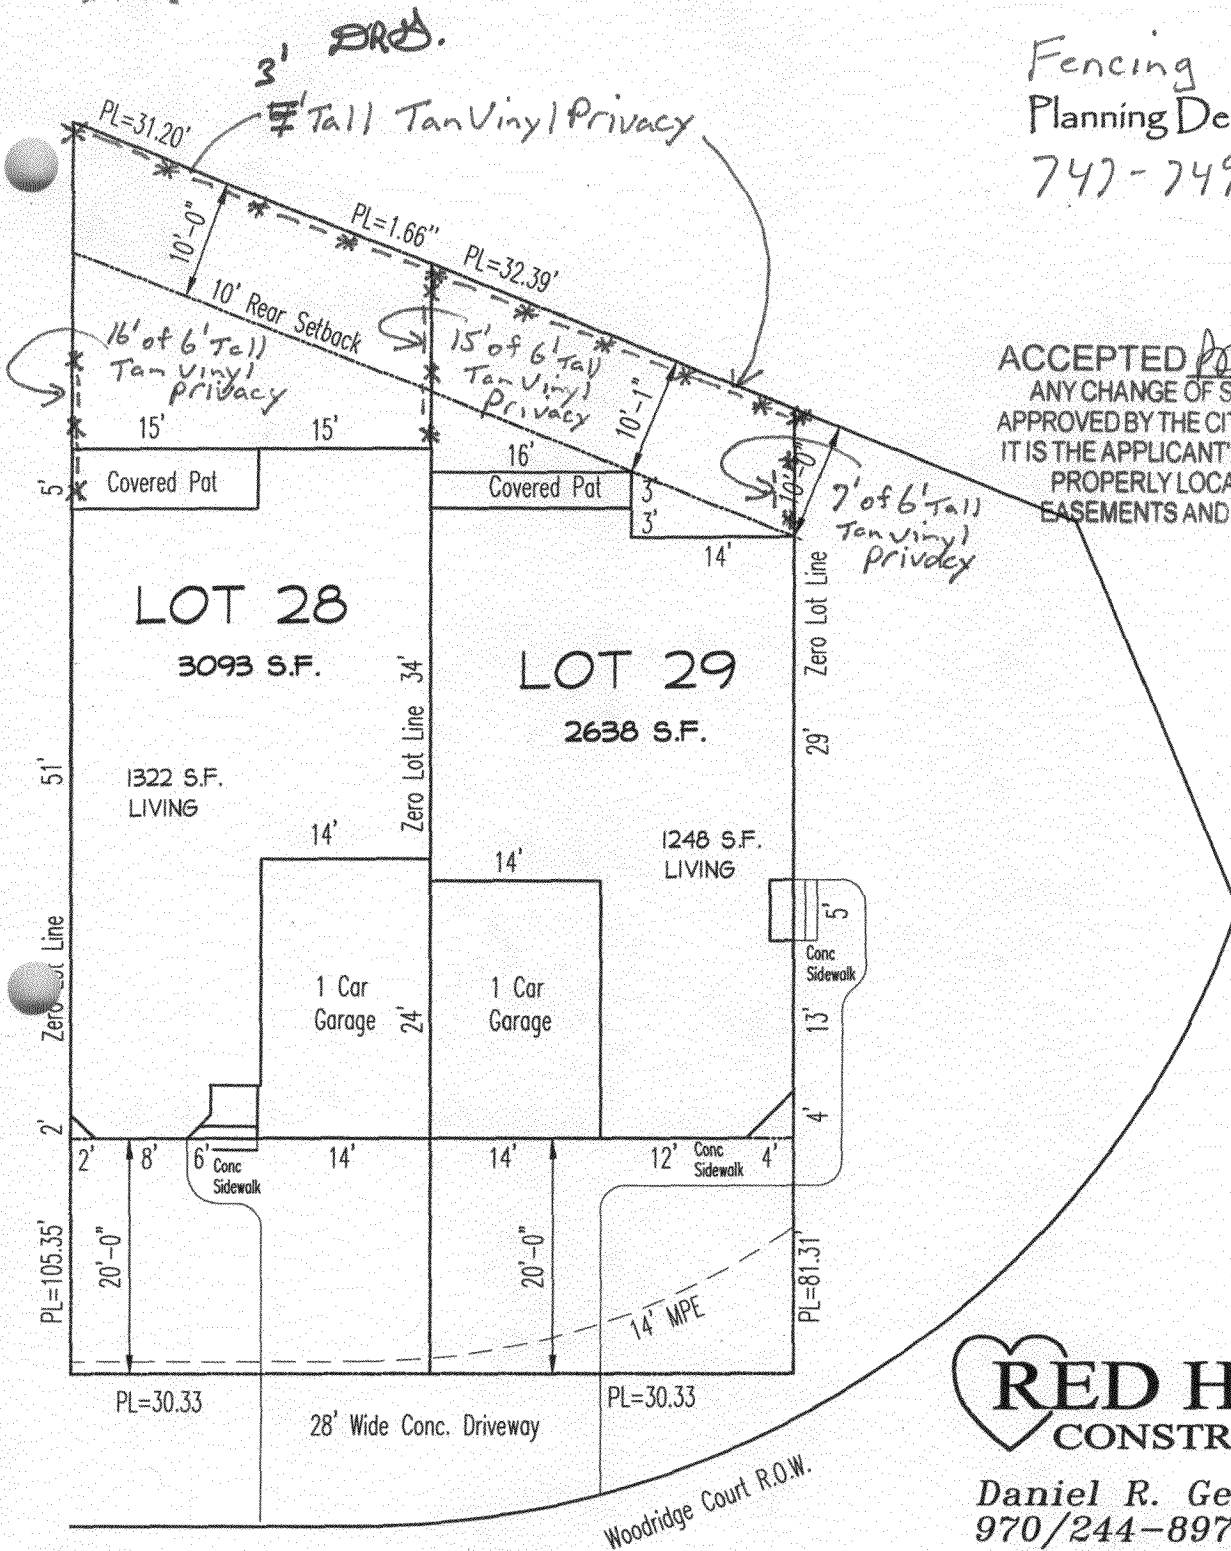 DRG.
3'
7' Tall Tan Vinyl Privacy
Fencing
Planning De
PL=31.20'
PL=1.66"
PL=32.39'
10'-0"
10' Rear Setback
16' of 6' Tall
Tan Vinyl
Privacy
15' of 6' Tall
Tan Vinyl
Privacy
10'-1"
10'-0"
7' of 6' Tall
Tan Vinyl
Privacy
ACCEPTED
ANY CHANGE OF S
APPROVED BY THE CI
IT IS THE APPLICANT'
PROPERLY LOCA
EASEMENTS AND
15'
15'
16'
5'
Covered Pat
Covered Pat
3'
3'
14'
LOT 28
3093 S.F.
LOT 29
2638 S.F.
Zero Lot Line
34'
Zero Lot Line
29'
51'
1322 S.F.
LIVING
1248 S.F.
LIVING
14'
14'
5'
Conc
Sidewalk
Zero Lot Line
1 Car
Garage
24'
1 Car
Garage
13'
2'
4'
2'
8'
6'
Conc
Sidewalk
14'
14'
12'
Conc
Sidewalk
4'
PL=105.35'
20'-0"
20'-0"
PL=81.31'
14' MPE
PL=30.33
PL=30.33
28' Wide Conc. Driveway
Woodridge Court R.O.W.
RED H
CONSTR
Daniel R. Ge
970/244-897